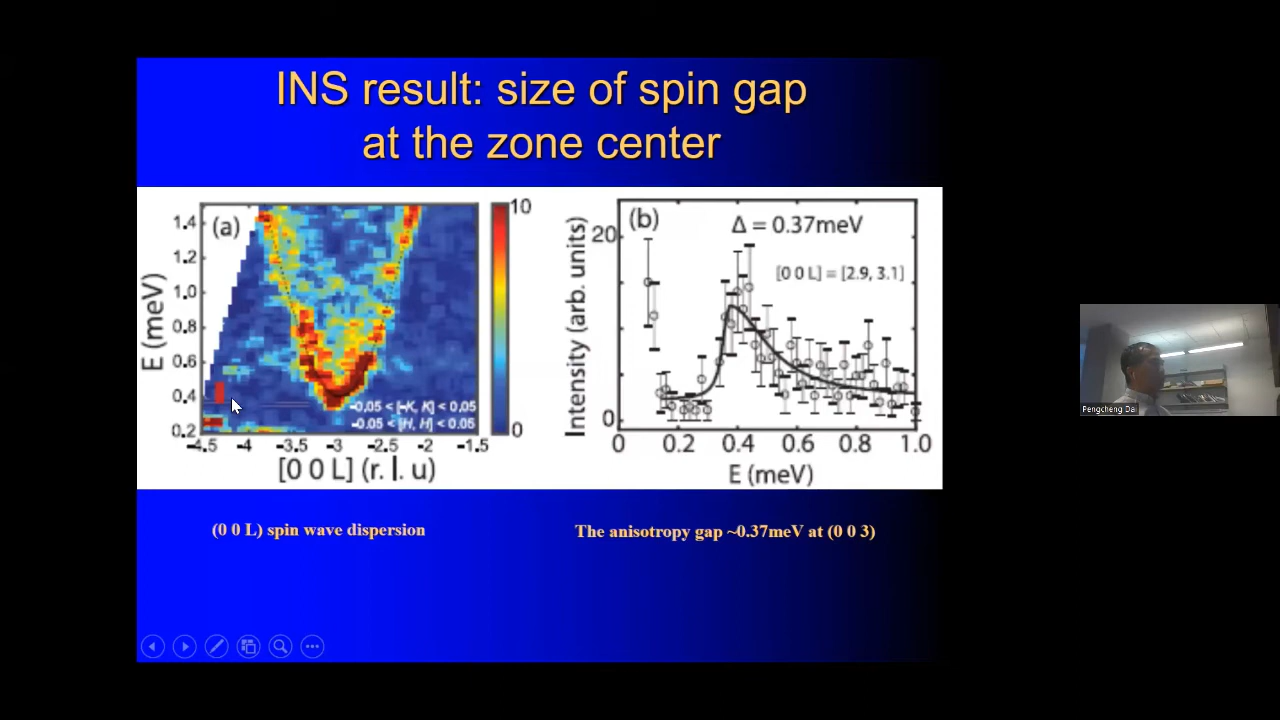 INS result: size of spin gap
at the zone center
(a)
E (meV)
1.4
1.2
1.0
0.8
0.6
0.4
0.2
-0.05 < [-K, K] < 0.05
-0.05 < [H, H] < 0.05
-4.5 -4 -3.5 -3 -2.5 -2 -1.5
[0 0 L] (r. l. u)
10
0
(b)
Δ = 0.37meV
[0 0 L] = [2.9, 3.1]
Intensity (arb. units)
20
0
0 0.2 0.4 0.6 0.8 1.0
E (meV)
(0 0 L) spin wave dispersion
The anisotropy gap ~0.37meV at (0 0 3)
Pengcheng Dai